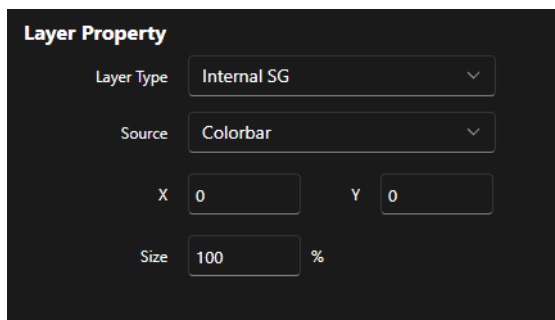 Layer Property
Layer Type Internal SG
Source Colorbar
X 0 Y 0
Size 100 %